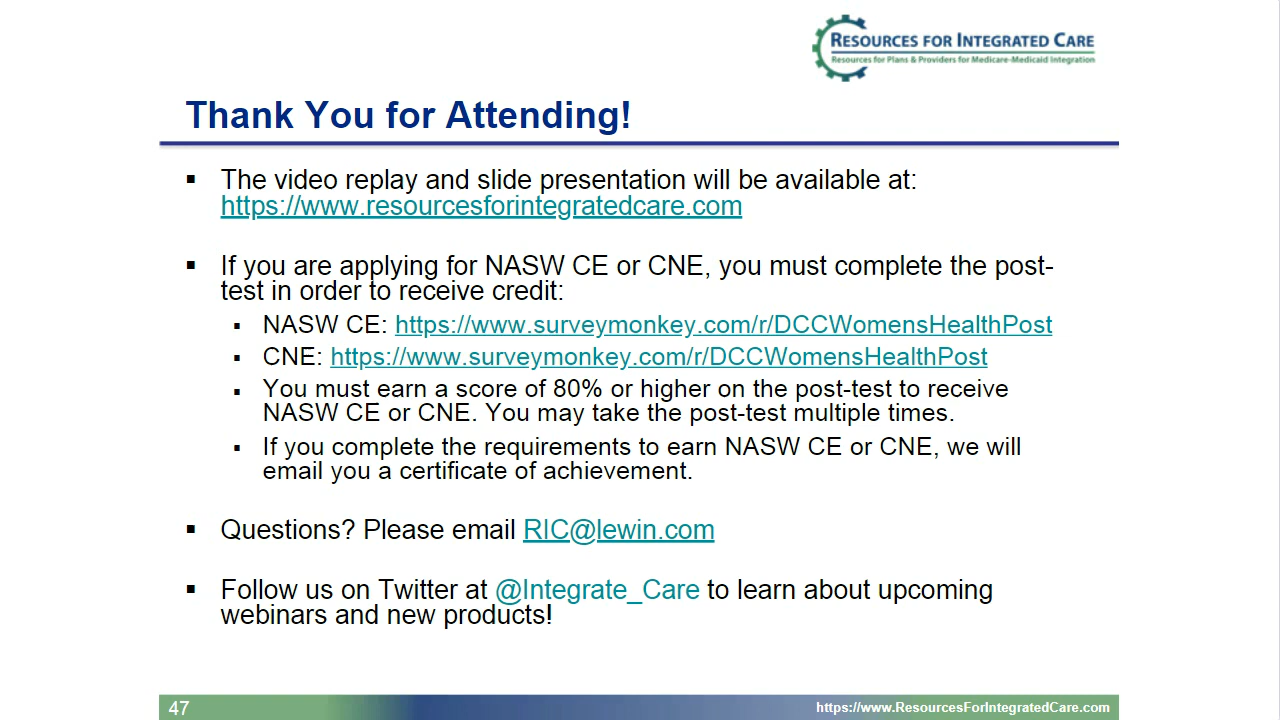 RESOURCES FOR INTEGRATED CARE
Resources for Plans & Providers for Medicare-Medicaid Integration
Thank You for Attending!
▪ The video replay and slide presentation will be available at:
https://www.resourcesforintegratedcare.com
▪ If you are applying for NASW CE or CNE, you must complete the post-
test in order to receive credit:
▪ NASW CE: https://www.surveymonkey.com/r/DCCWomensHealthPost
▪ CNE: https://www.surveymonkey.com/r/DCCWomensHealthPost
▪ You must earn a score of 80% or higher on the post-test to receive
NASW CE or CNE. You may take the post-test multiple times.
▪ If you complete the requirements to earn NASW CE or CNE, we will
email you a certificate of achievement.
▪ Questions? Please email RIC@lewin.com
▪ Follow us on Twitter at @Integrate_Care to learn about upcoming
webinars and new products!
47
https://www.ResourcesForIntegratedCare.com